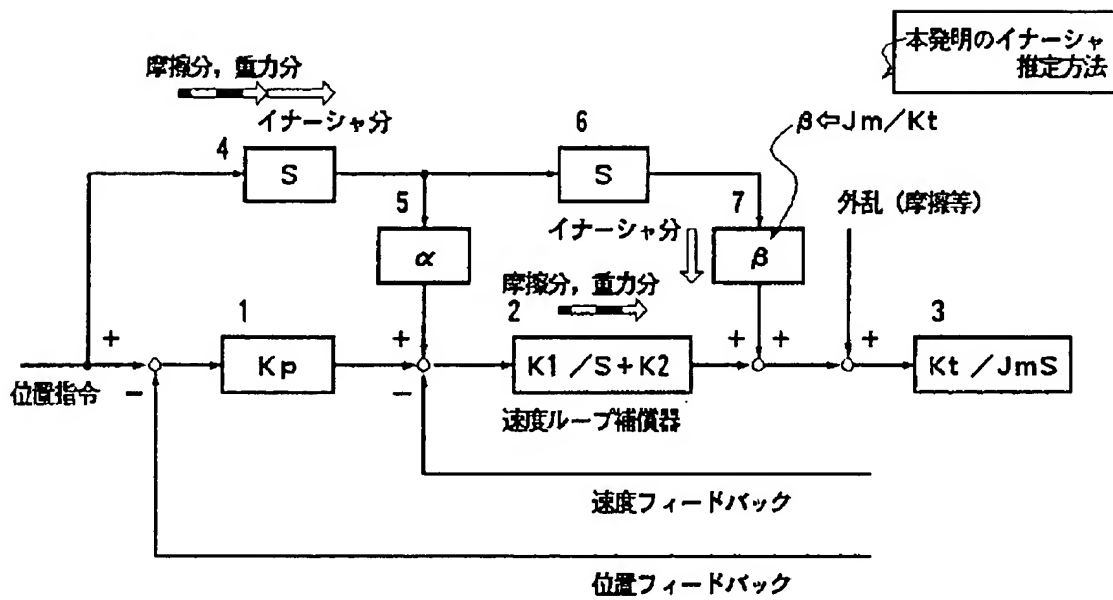 本発明のイナーシャ
推定方法
摩擦分，重力分
イナーシャ分
4
S
6
S
β⇦Jm／Kt
5
α
イナーシャ分
7
β
外乱（摩擦等）
摩擦分，重力分
1
Kp
2
K1／S+K2
3
Kt／JmS
+
−
+
−
+
+
+
+
位置指令
速度ループ補償器
速度フィードバック
位置フィードバック